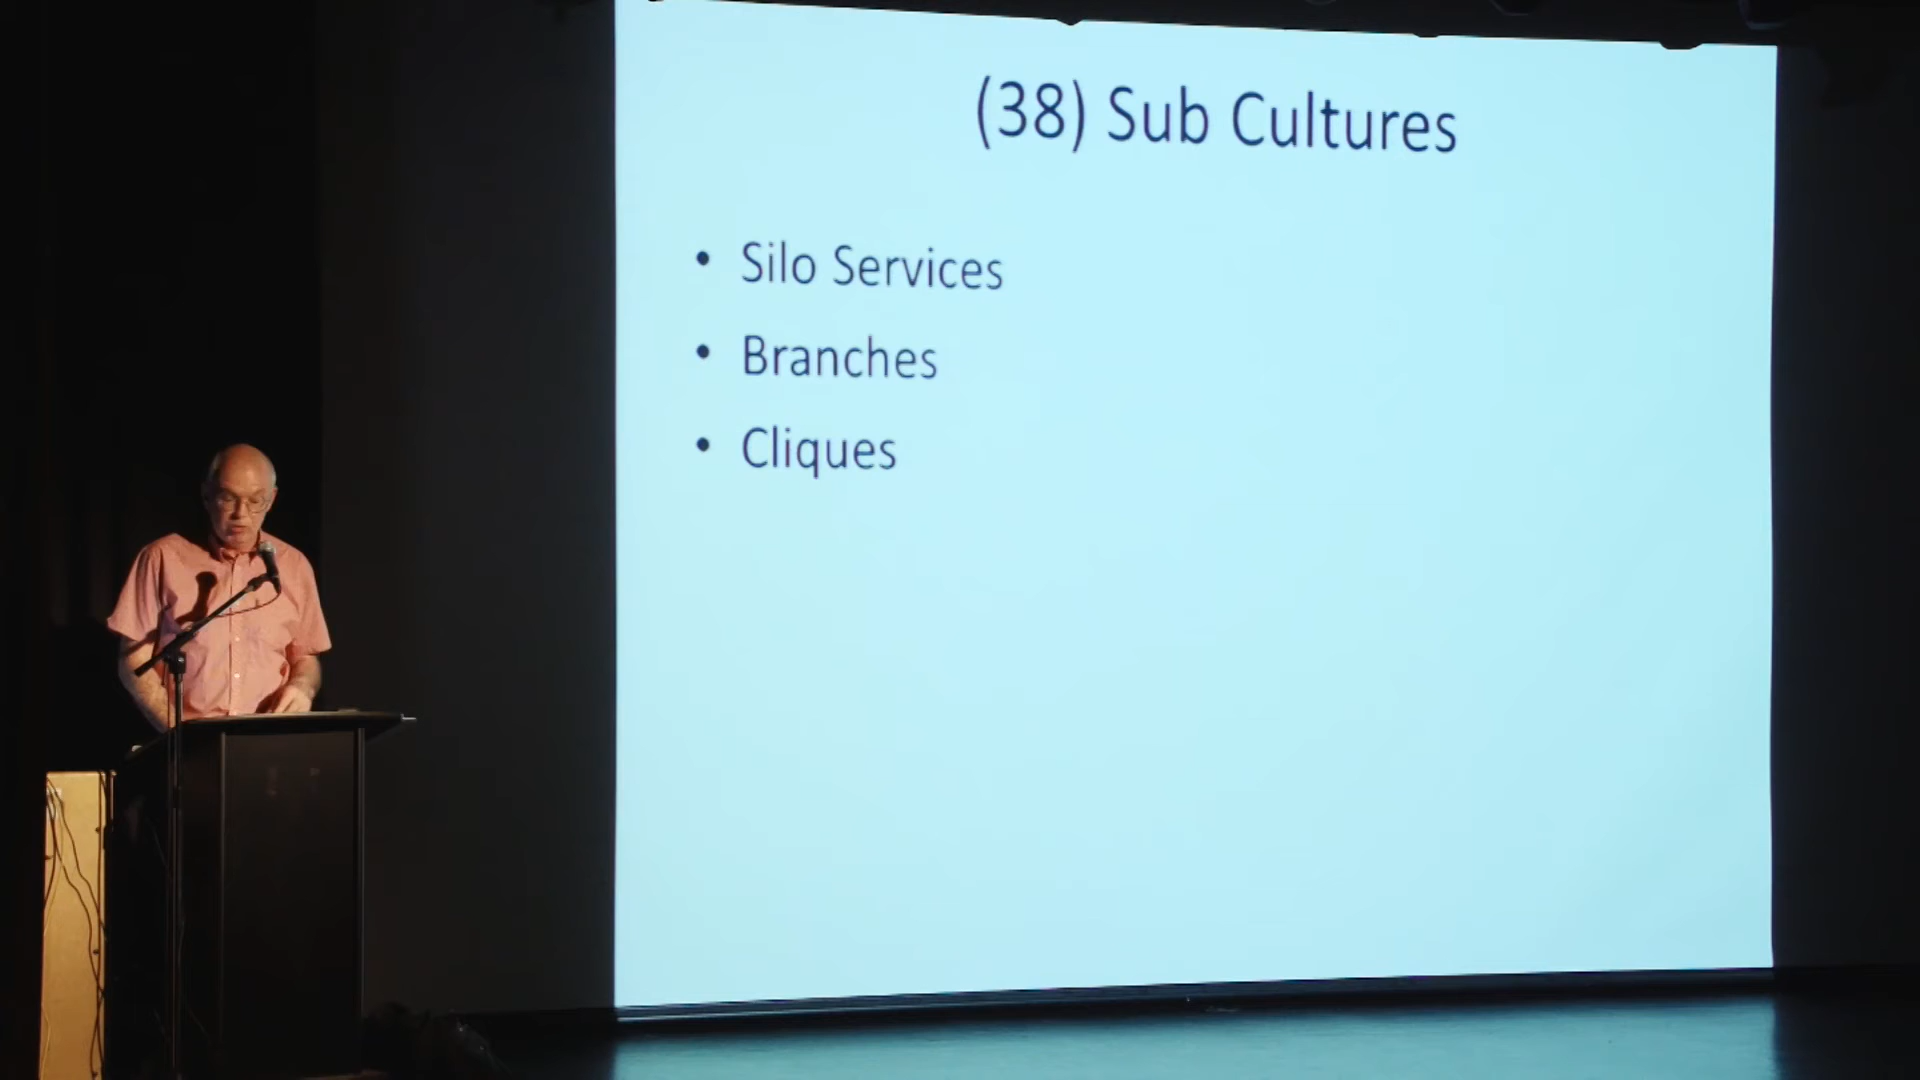 (38) Sub Cultures
• Silo Services
• Branches
• Cliques